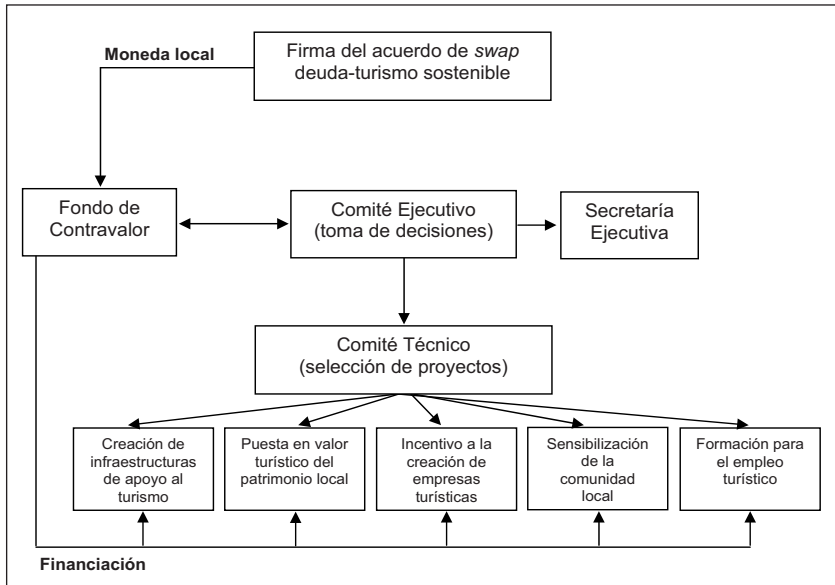 Moneda local
Firma del acuerdo de swap
deuda-turismo sostenible
Fondo de
Contravalor
Comité Ejecutivo
(toma de decisiones)
Secretaría
Ejecutiva
Comité Técnico
(selección de proyectos)
Creación de
infraestructuras
de apoyo al
turismo
Puesta en valor
turístico del
patrimonio local
Incentivo a la
creación de
empresas
turísticas
Sensibilización
de la
comunidad
local
Formación para
el empleo
turístico
Financiación